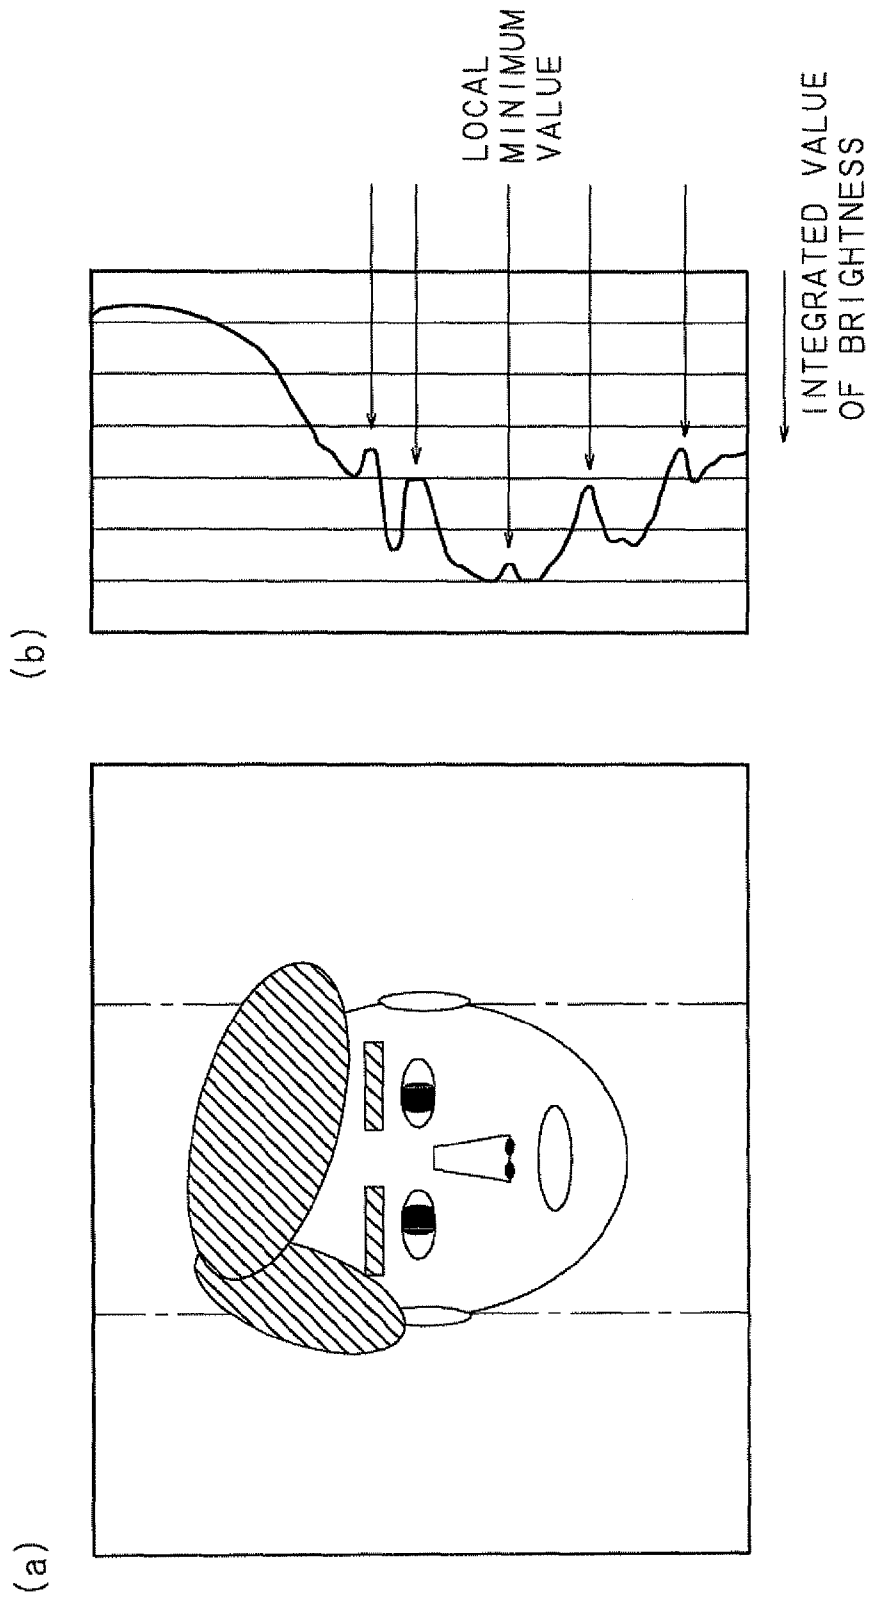 (a)
(b)
LOCAL
MINIMUM
VALUE
INTEGRATED VALUE
OF BRIGHTNESS